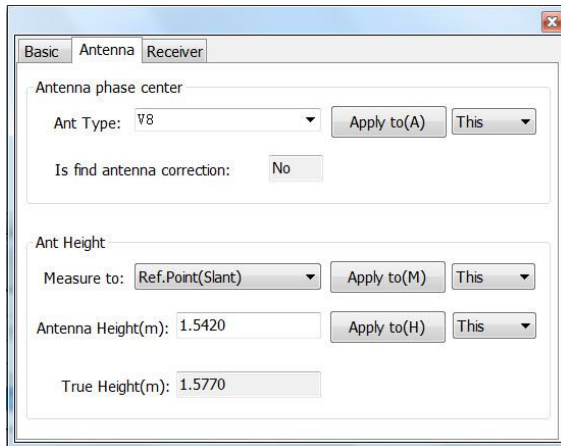 Basic Antenna Receiver
Antenna phase center
Ant Type: V8 Apply to(A) This
Is find antenna correction: No
Ant Height
Measure to: Ref.Point(Slant) Apply to(M) This
Antenna Height(m): 1.5420 Apply to(H) This
True Height(m): 1.5770